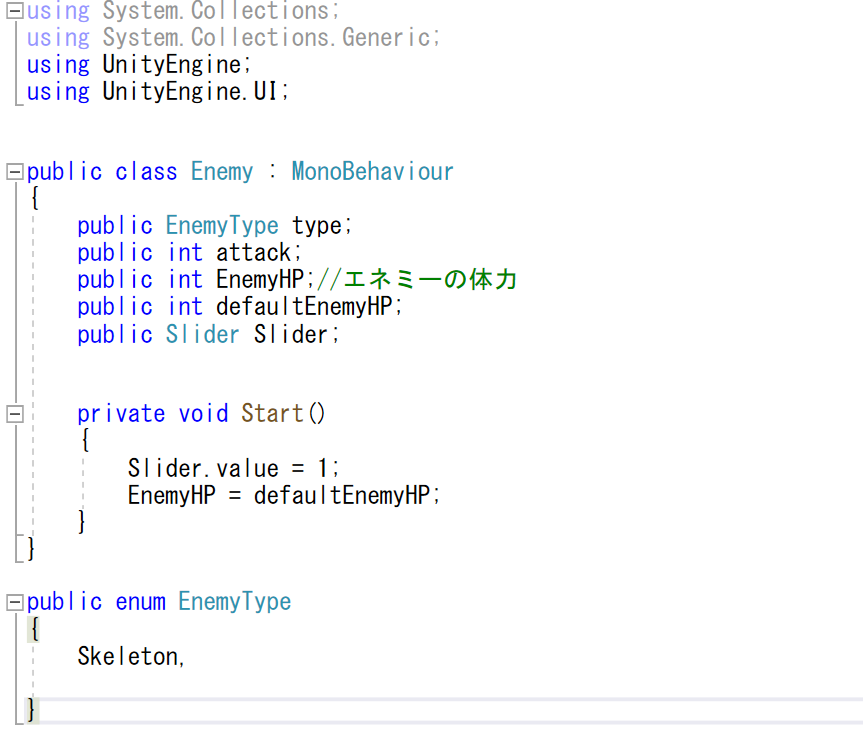 using System.Collections;
using System.Collections.Generic;
using UnityEngine;
using UnityEngine.UI;
public class Enemy : MonoBehaviour
{
public EnemyType type;
public int attack;
public int EnemyHP;//エネミーの体力
public int defaultEnemyHP;
public Slider Slider;
private void Start()
{
Slider.value = 1;
EnemyHP = defaultEnemyHP;
}
}
public enum EnemyType
{
Skeleton,
}